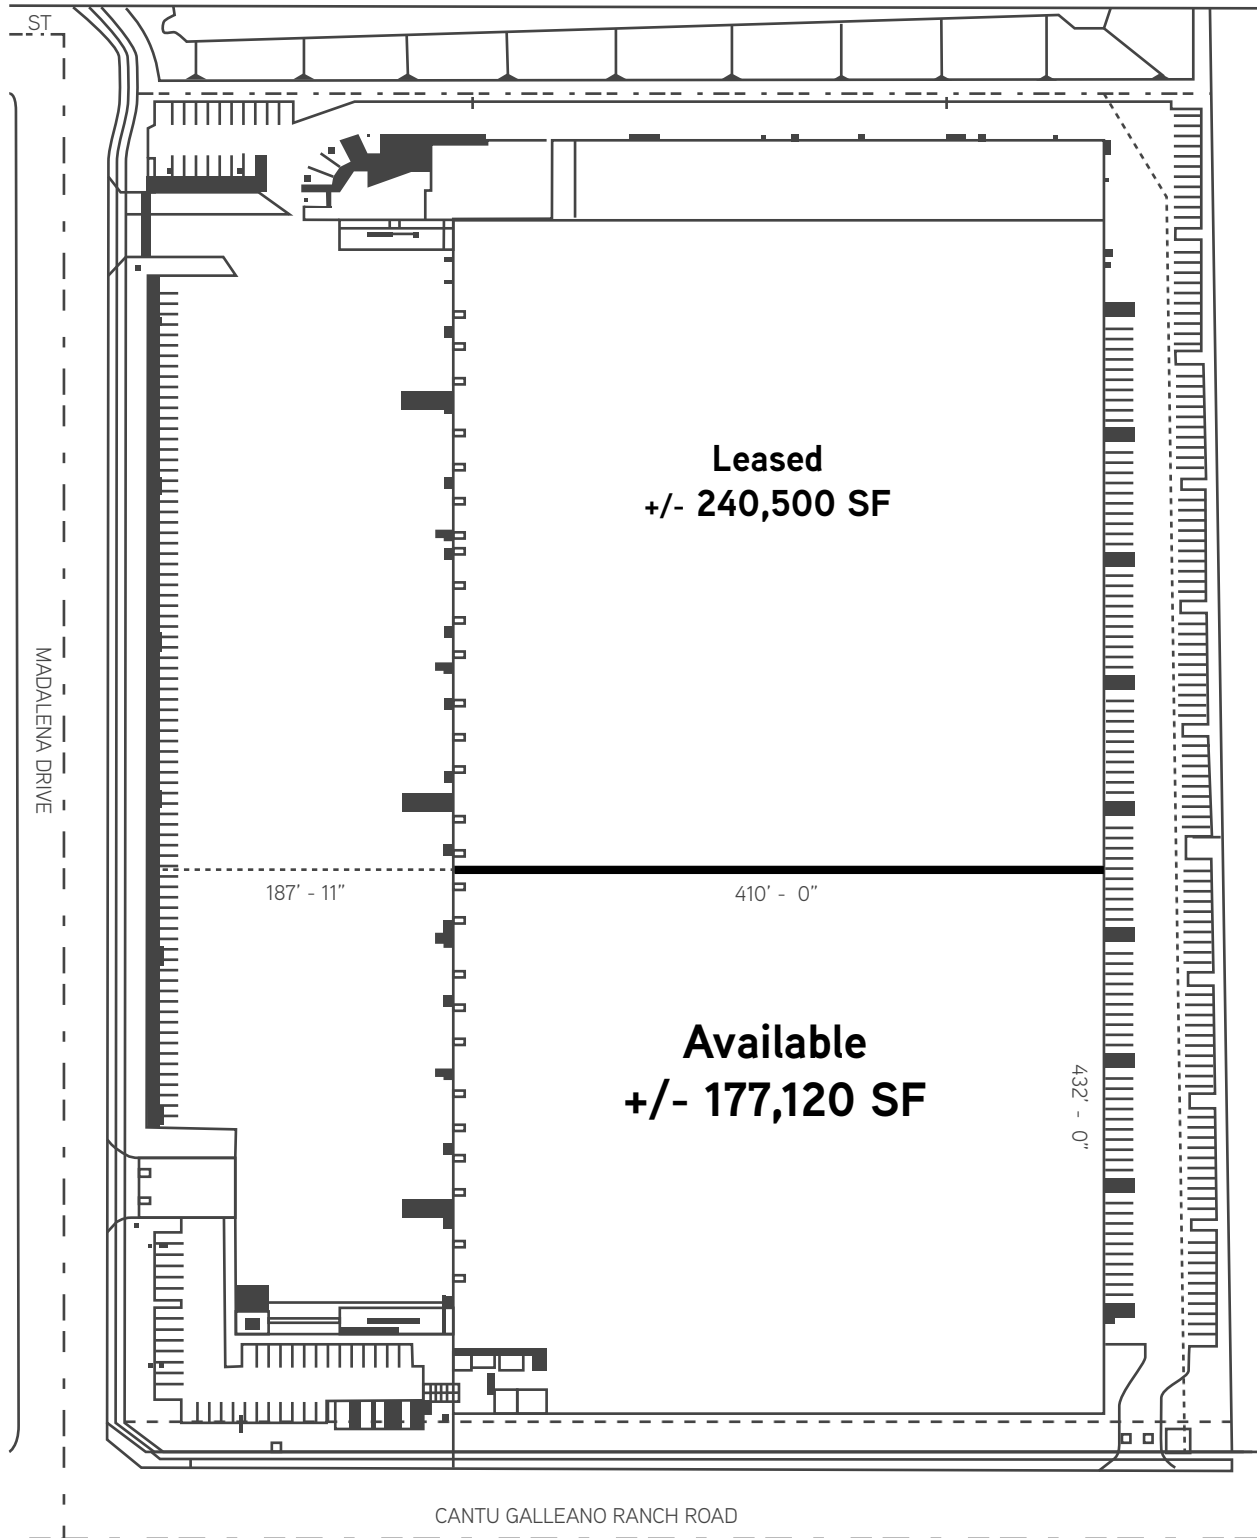 ST
Leased
+/- 240,500 SF
MADALENA DRIVE
187' - 11"
410' - 0"
Available
+/- 177,120 SF
432' - 0"
CANTU GALLEANO RANCH ROAD